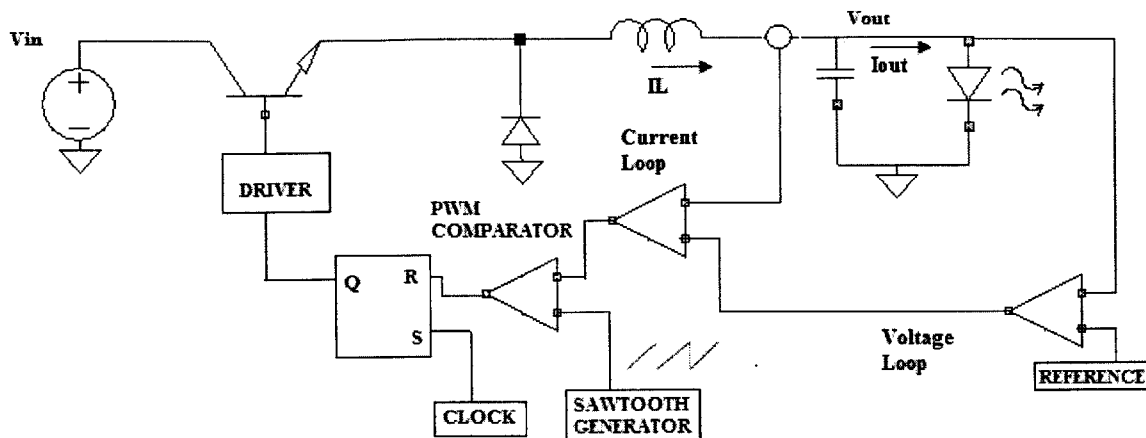 Vin
Vout
Iout
IL
Current
Loop
DRIVER
PWM
COMPARATOR
Q
R
S
Voltage
Loop
CLOCK
SAWTOOTH
GENERATOR
REFERENCE